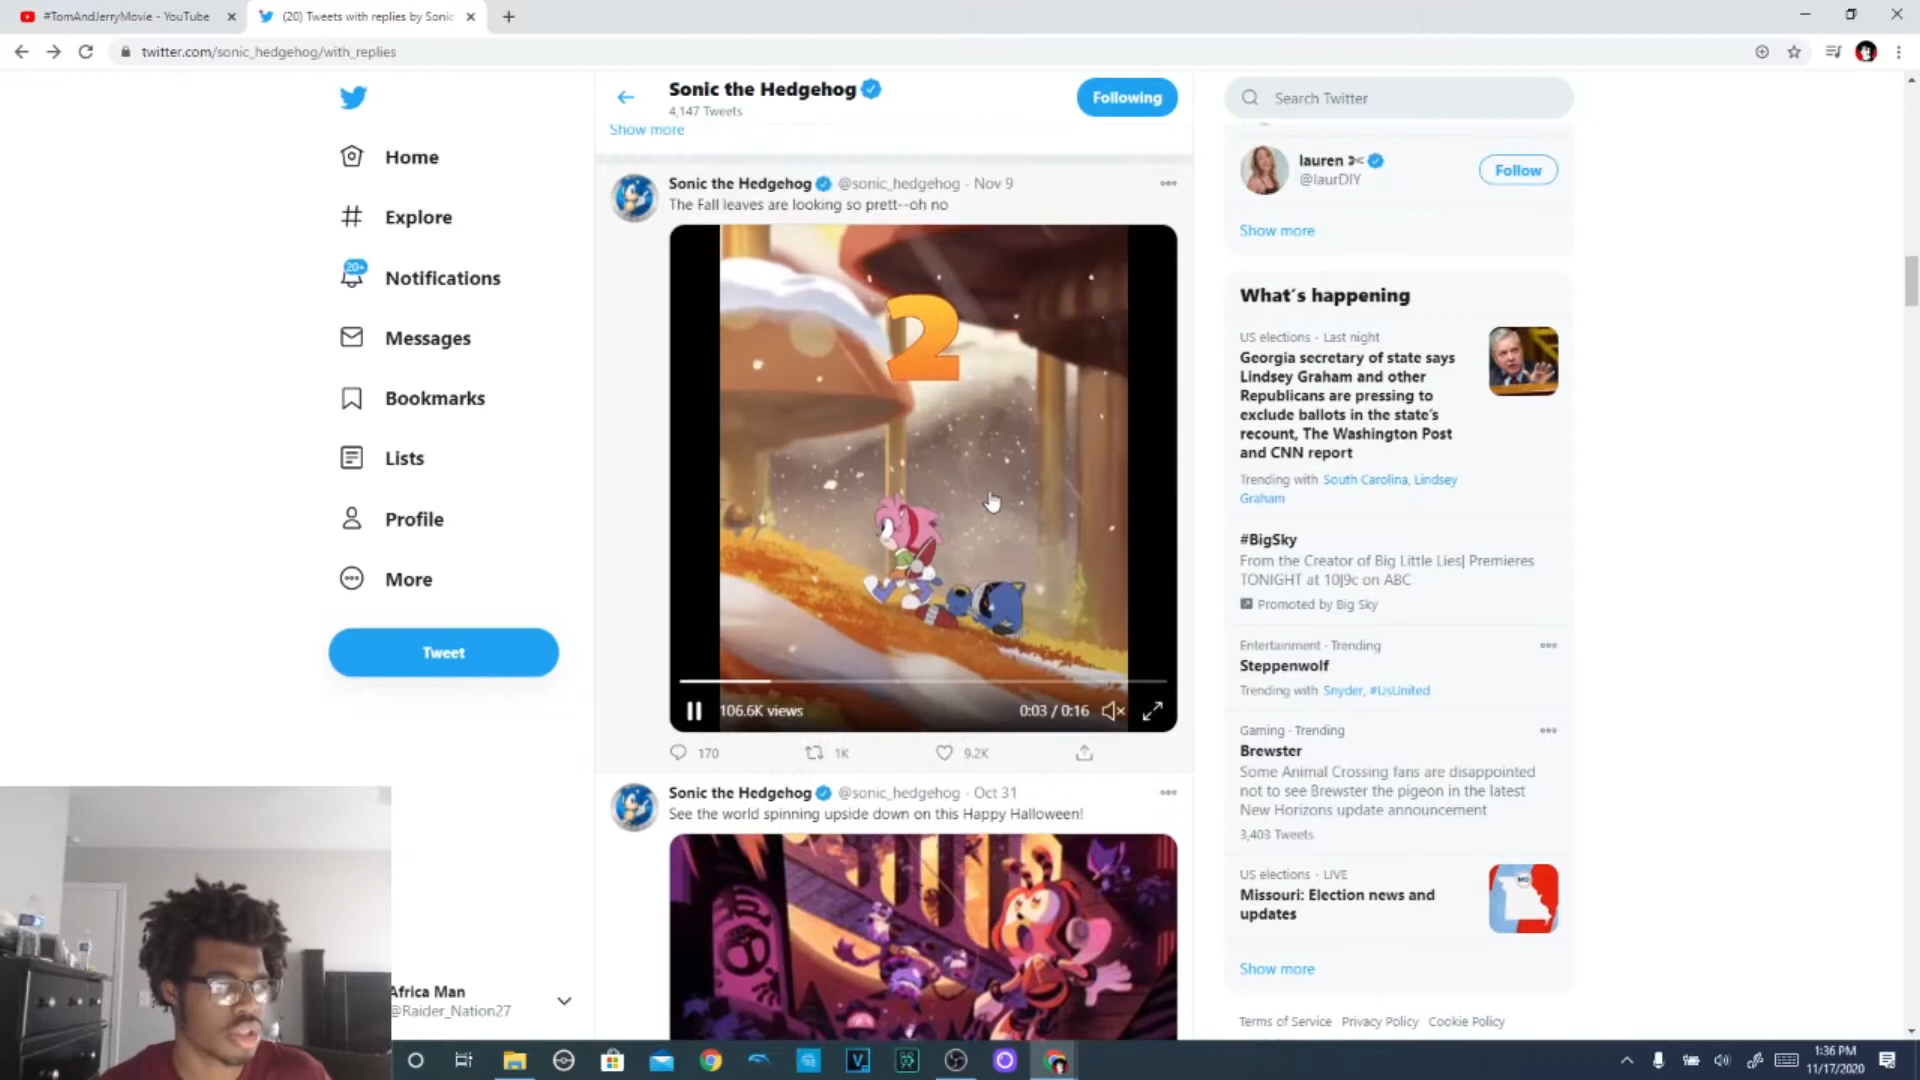 #TomAndJerryMovie - YouTube
(20) Tweets with replies by Sonic
twitter.com/sonic_hedgehog/with_replies
Home
Explore
20+
Notifications
Messages
Bookmarks
Lists
Profile
More
Tweet
Africa Man
@Raider_Nation27
Sonic the Hedgehog
4,147 Tweets
Following
Show more
Sonic the Hedgehog @sonic_hedgehog · Nov 9
The Fall leaves are looking so prett--oh no
2
106.6K views
0:03 / 0:16
170
1K
9.2K
Sonic the Hedgehog @sonic_hedgehog · Oct 31
See the world spinning upside down on this Happy Halloween!
Search Twitter
lauren
@laurDIY
Follow
Show more
What's happening
US elections · Last night
Georgia secretary of state says
Lindsey Graham and other
Republicans are pressing to
exclude ballots in the state's
recount, The Washington Post
and CNN report
Trending with South Carolina, Lindsey
Graham
#BigSky
From the Creator of Big Little Lies| Premieres
TONIGHT at 10|9c on ABC
Promoted by Big Sky
Entertainment · Trending
Steppenwolf
Trending with Snyder, #UsUnited
Gaming · Trending
Brewster
Some Animal Crossing fans are disappointed
not to see Brewster the pigeon in the latest
New Horizons update announcement
3,403 Tweets
US elections · LIVE
Missouri: Election news and
updates
MO
Show more
Terms of Service Privacy Policy Cookie Policy
1:36 PM
11/17/2020